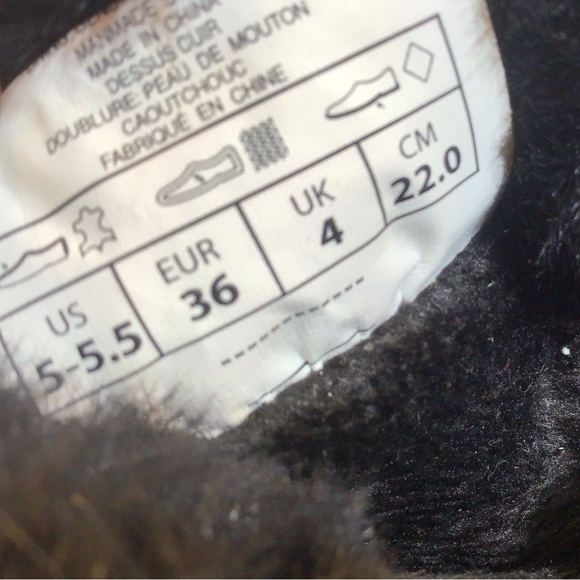 MANMADE
MADE IN CHINA
DESSUS CUIR
DOUBLURE: PEAU DE MOUTON
CAOUTCHOUC
FABRIQUÉ EN CHINE
US
5-5.5
EUR
36
UK
4
CM
22.0